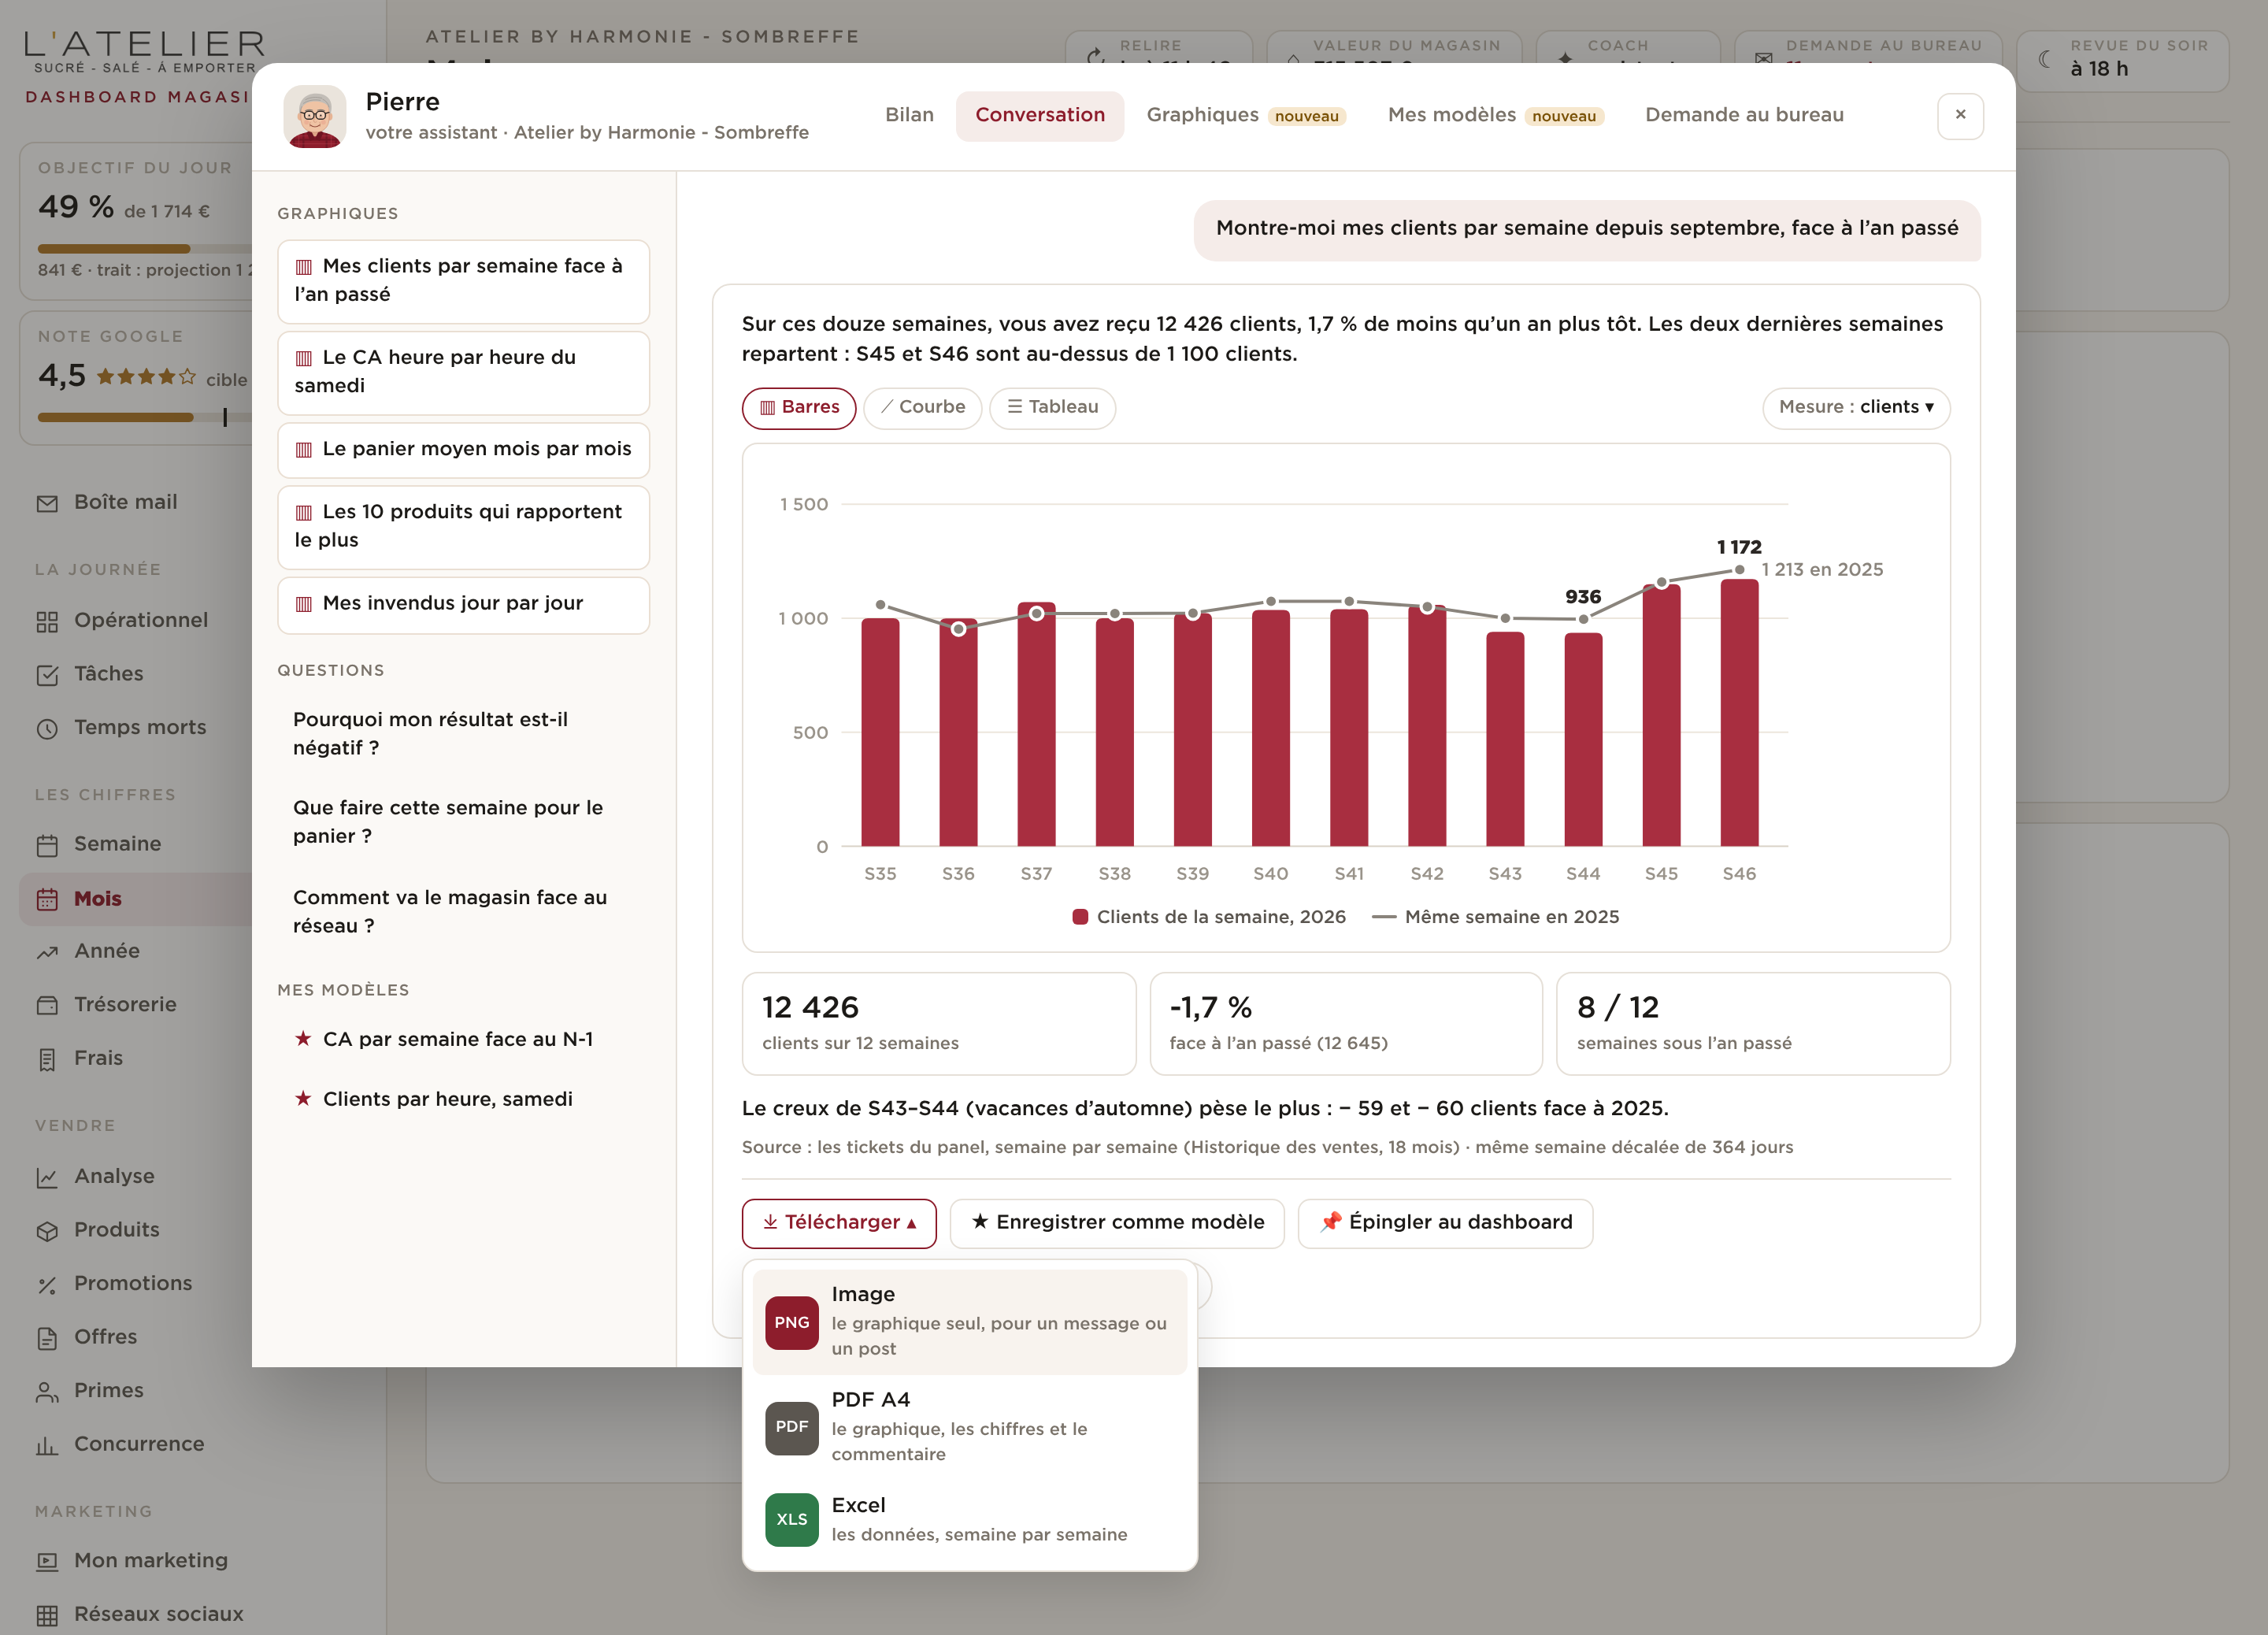 L'ATELIER
SUCRÉ - SALÉ - À EMPORTER
DASHBOARD MAGASI
ATELIER BY HARMONIE - SOMBREFFE
RELIRE
VALEUR DU MAGASIN
COACH
DEMANDE AU BUREAU
REVUE DU SOIR
à 18 h
OBJECTIF DU JOUR
49 % de 1 714 €
841 € · trait : projection 1 2
NOTE GOOGLE
4,5 ★★★★☆ cible
Boîte mail
LA JOURNÉE
Opérationnel
Tâches
Temps morts
LES CHIFFRES
Semaine
Mois
Année
Trésorerie
Frais
VENDRE
Analyse
Produits
Promotions
Offres
Primes
Concurrence
MARKETING
Mon marketing
Réseaux sociaux
Pierre
votre assistant · Atelier by Harmonie - Sombreffe
Bilan
Conversation
Graphiques nouveau
Mes modèles nouveau
Demande au bureau
×
GRAPHIQUES
Mes clients par semaine face à
l’an passé
Le CA heure par heure du
samedi
Le panier moyen mois par mois
Les 10 produits qui rapportent
le plus
Mes invendus jour par jour
QUESTIONS
Pourquoi mon résultat est-il
négatif ?
Que faire cette semaine pour le
panier ?
Comment va le magasin face au
réseau ?
MES MODÈLES
★ CA par semaine face au N-1
★ Clients par heure, samedi
Montre-moi mes clients par semaine depuis septembre, face à l’an passé
Sur ces douze semaines, vous avez reçu 12 426 clients, 1,7 % de moins qu’un an plus tôt. Les deux dernières semaines
repartent : S45 et S46 sont au-dessus de 1 100 clients.
Barres
Courbe
Tableau
Mesure : clients ▾
1 500
1 000
500
0
936
1 172
1 213 en 2025
S35 S36 S37 S38 S39 S40 S41 S42 S43 S44 S45 S46
Clients de la semaine, 2026
Même semaine en 2025
12 426
clients sur 12 semaines
-1,7 %
face à l’an passé (12 645)
8 / 12
semaines sous l’an passé
Le creux de S43–S44 (vacances d’automne) pèse le plus : − 59 et − 60 clients face à 2025.
Source : les tickets du panel, semaine par semaine (Historique des ventes, 18 mois) · même semaine décalée de 364 jours
Télécharger ▴
★ Enregistrer comme modèle
📌 Épingler au dashboard
PNG
Image
le graphique seul, pour un message ou
un post
PDF
PDF A4
le graphique, les chiffres et le
commentaire
XLS
Excel
les données, semaine par semaine